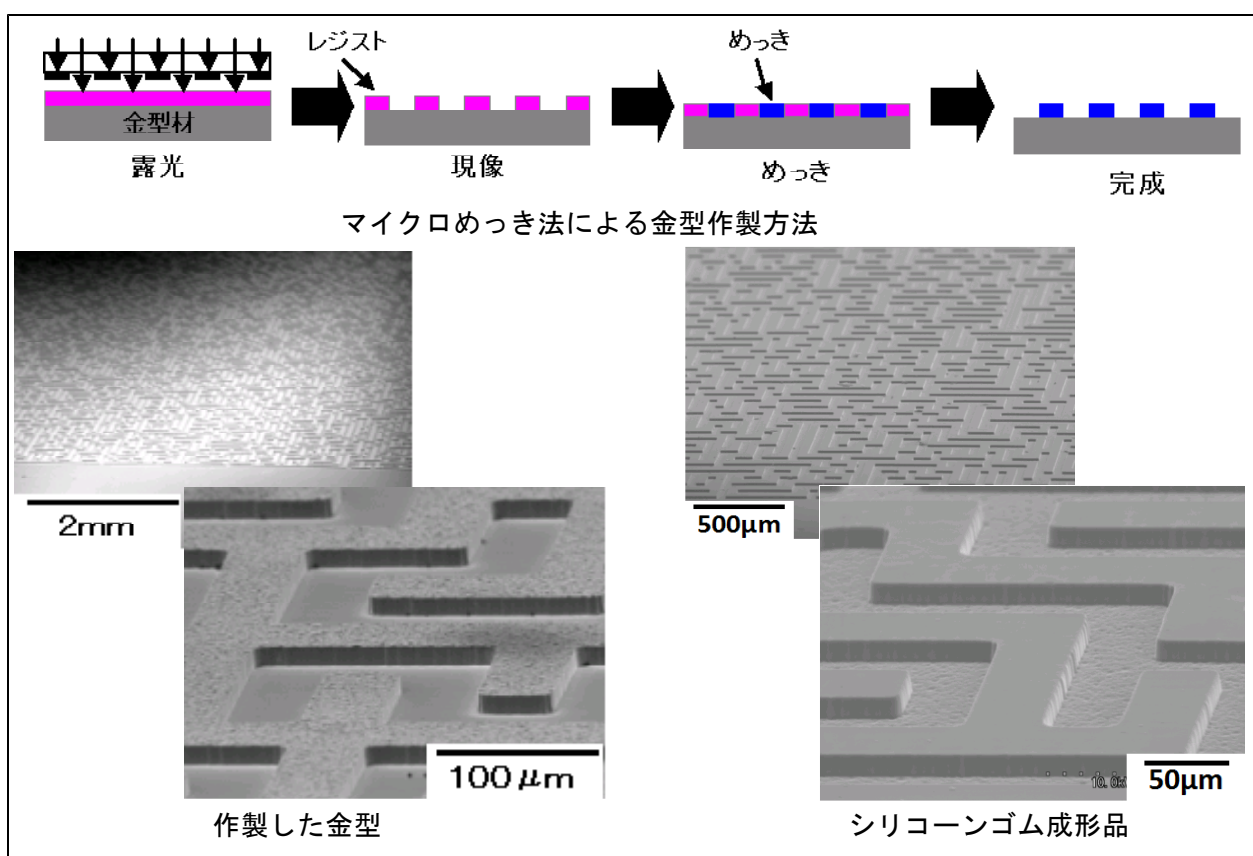 レジスト
めっき
金型材
露光
現像
めっき
完成
マイクロめっき法による金型作製方法
2mm
500μm
100μm
10.0k
50μm
作製した金型
シリコーンゴム成形品